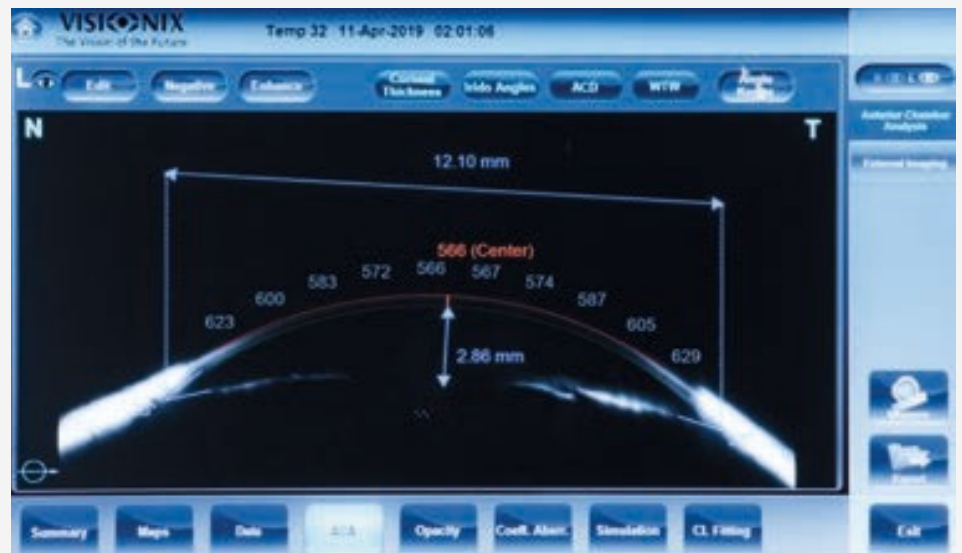 VISIONIX
The Vision of the Future
Temp 32 11-Apr-2019 02:01:06
L
Edit
Negative
Enhance
Corneal Thickness
Irido Angles
ACD
WTW
Anterior Chamber Analysis
External Imaging
N
T
12.10 mm
566 (Center)
623 600 583 572 566 567 574 587 605 629
2.86 mm
Summary
Maps
Data
ACA
Opacity
Coeff. Aberr.
Simulation
CL Fitting
Exit